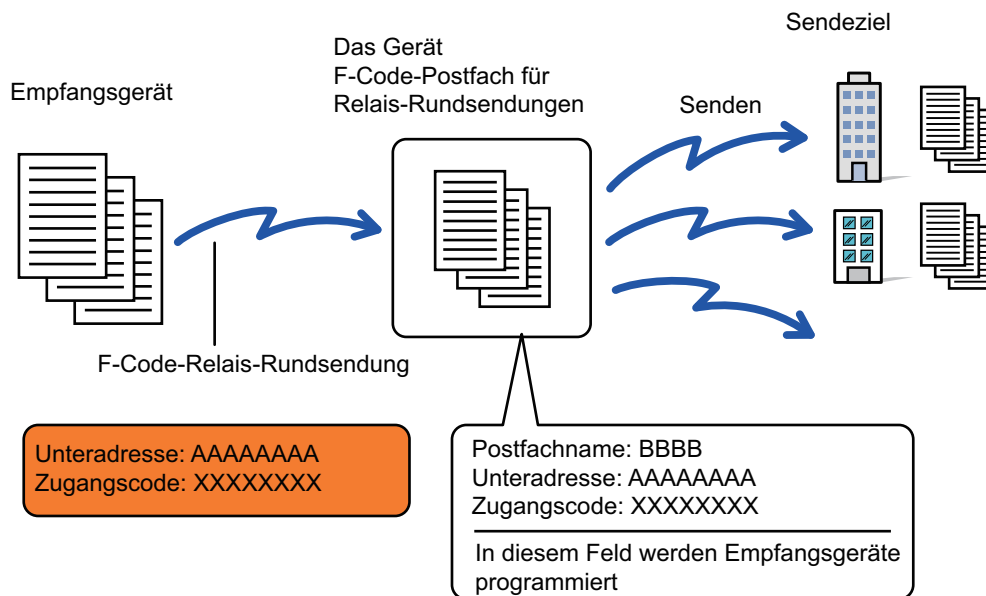 Empfangsgerät
Das Gerät
F-Code-Postfach für
Relais-Rundsendungen
Senden
Sendeziel
F-Code-Relais-Rundsendung
Unteradresse: AAAAAAAA
Zugangscode: XXXXXXXX
Postfachname: BBBB
Unteradresse: AAAAAAAA
Zugangscode: XXXXXXXX
In diesem Feld werden Empfangsgeräte
programmiert